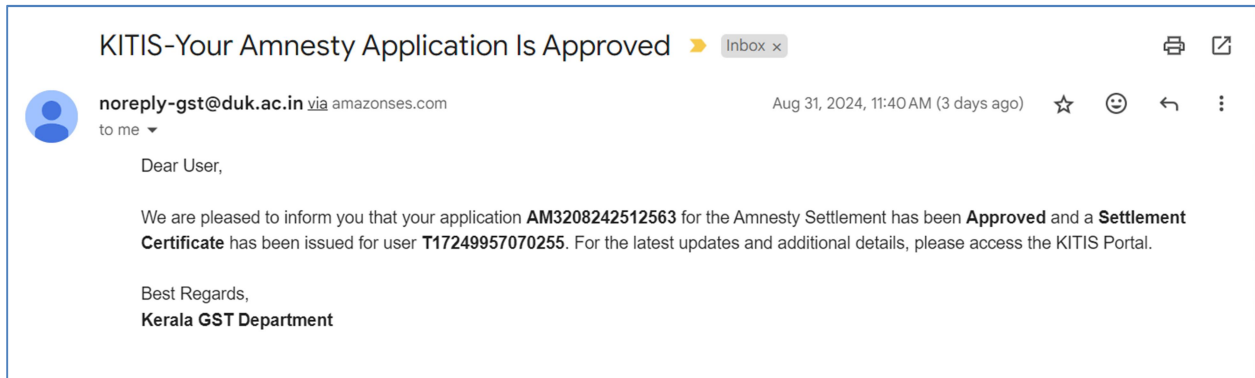 KITIS-Your Amnesty Application Is Approved Inbox ×
noreply-gst@duk.ac.in via amazonses.com Aug 31, 2024, 11:40 AM (3 days ago)
to me
Dear User,
We are pleased to inform you that your application AM3208242512563 for the Amnesty Settlement has been Approved and a Settlement
Certificate has been issued for user T17249957070255. For the latest updates and additional details, please access the KITIS Portal.
Best Regards,
Kerala GST Department